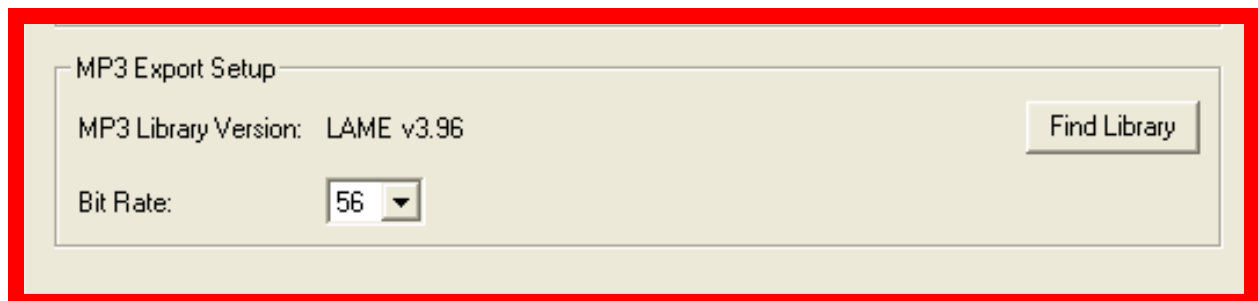 MP3 Export Setup
MP3 Library Version: LAME v3.96 Find Library
Bit Rate: 56